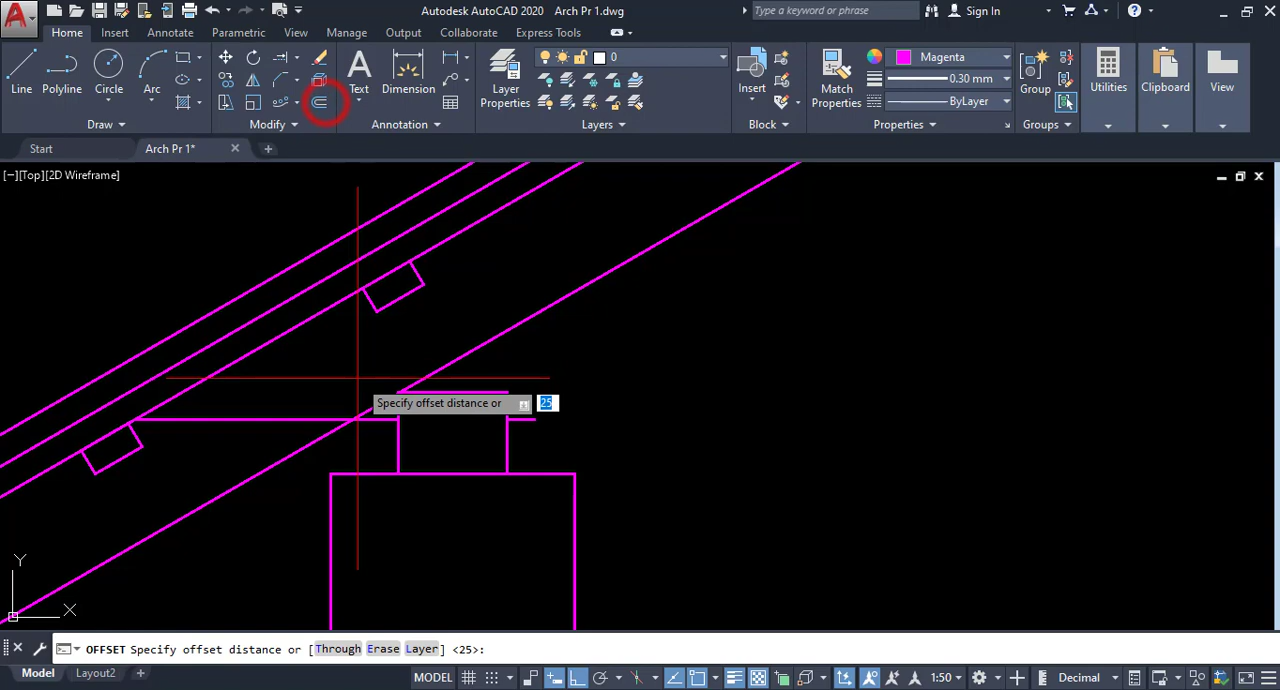 Autodesk AutoCAD 2020 Arch Pr 1.dwg
Type a keyword or phrase
Sign In
Home Insert Annotate Parametric View Manage Output Collaborate Express Tools
Line Polyline Circle Arc
Text Dimension
Layer Properties
0
Insert
Match Properties
Magenta
0.30 mm
ByLayer
Group
Utilities
Clipboard
View
Draw Modify Annotation Layers Block Properties Groups
Start Arch Pr 1*
[−][Top][2D Wireframe]
Specify offset distance or 25
Y
X
OFFSET Specify offset distance or [Through Erase Layer] <25>:
Model Layout2
MODEL 1:50 Decimal